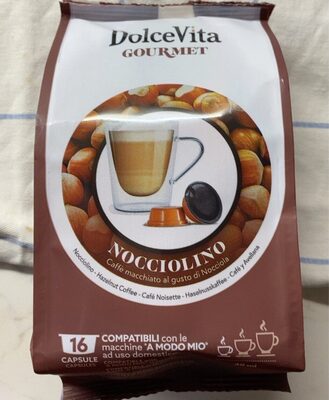 DolceVita
GOURMET
NOCCIOLINO
Caffè macchiato al gusto di Nocciola
Nocciolino - Hazelnut Coffee - Café Noisette - Haselnusskaffee - Café y Avellana
16
CAPSULE
CAPSULES
COMPATIBILI con le
macchine "A MODO MIO"
ad uso domestico